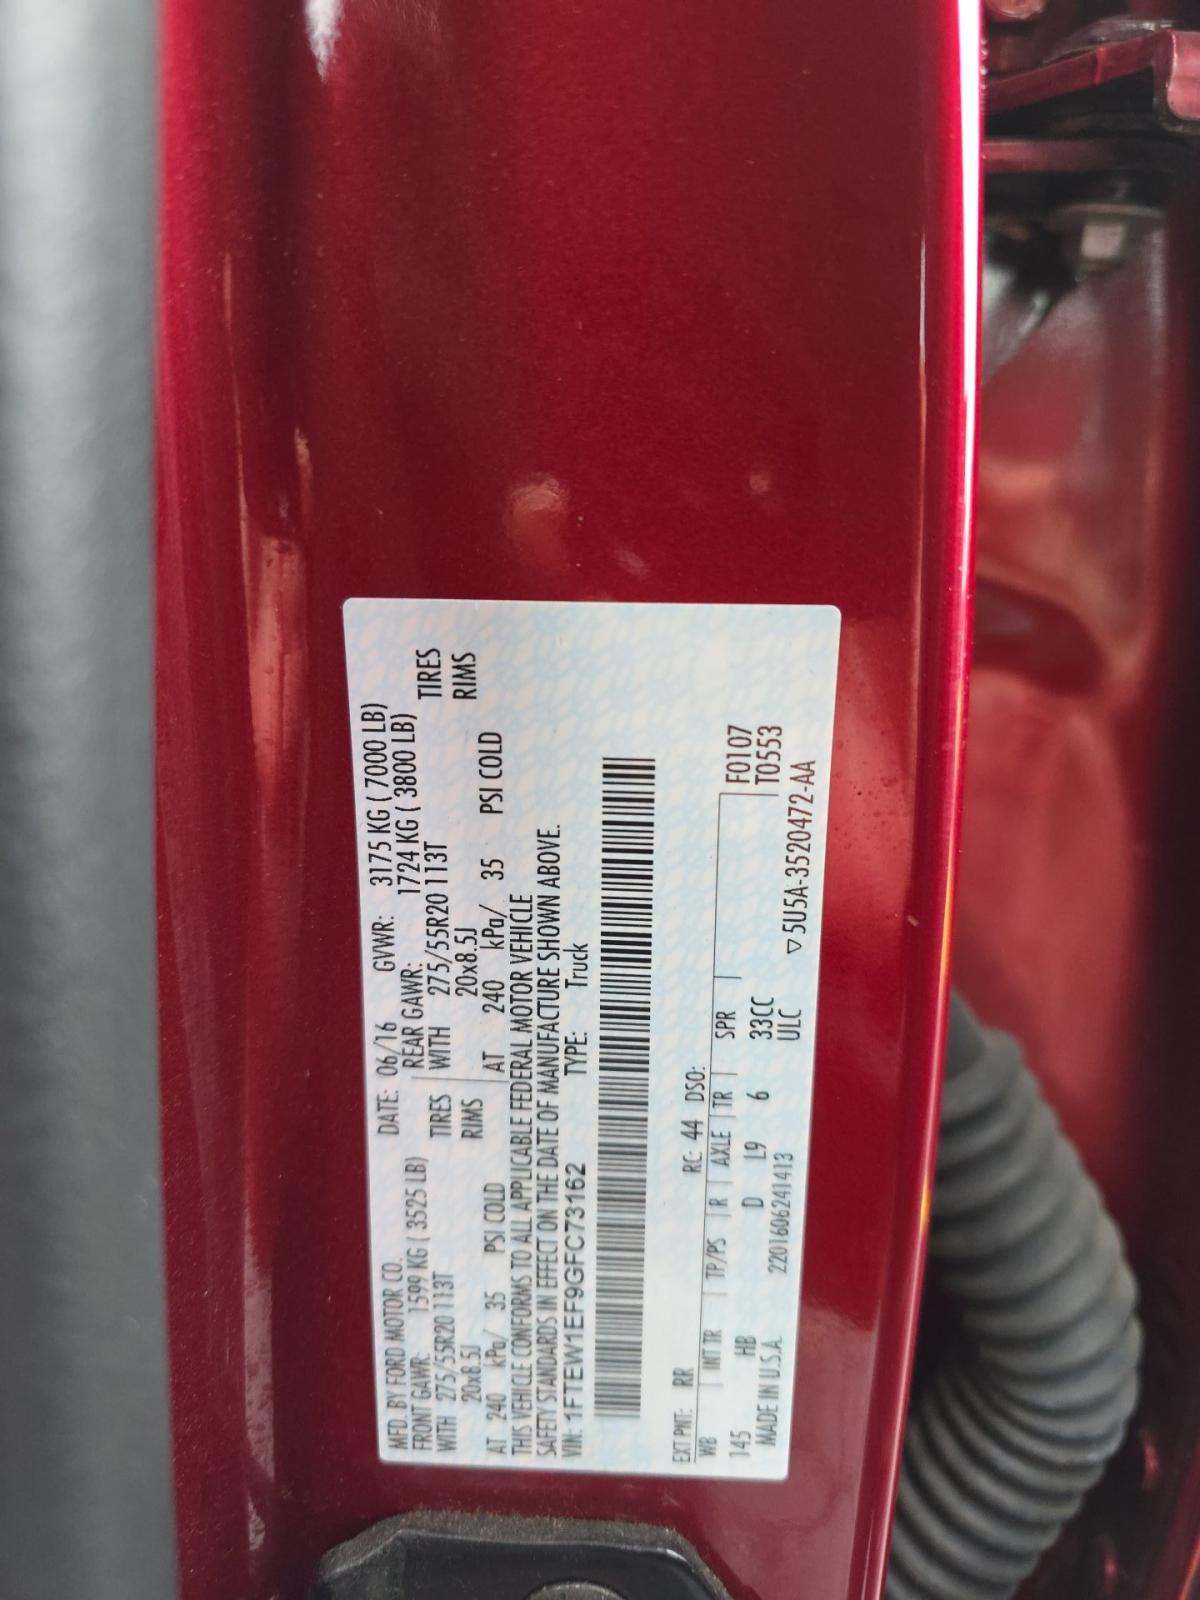 MFD. BY FORD MOTOR CO. DATE: 06/16 GVWR: 3175 KG ( 7000 LB)
FRONT GAWR: 1599 KG ( 3525 LB) REAR GAWR: 1724 KG ( 3800 LB)
WITH 275/55R20 113T TIRES WITH 275/55R20 113T TIRES
20x8.5J RIMS 20x8.5J RIMS
AT 240 kPa/ 35 PSI COLD AT 240 kPa/ 35 PSI COLD
THIS VEHICLE CONFORMS TO ALL APPLICABLE FEDERAL MOTOR VEHICLE
SAFETY STANDARDS IN EFFECT ON THE DATE OF MANUFACTURE SHOWN ABOVE.
VIN: 1FTEW1EF9GFC73162 TYPE: Truck
EXT PNT: RR RC: 44 DSO:
WB INT TR TP/PS R AXLE TR SPR F0107
145 HB D L9 6 33CC T0553
MADE IN U.S.A. 2201606241413 ULC
▽5U5A-3520472-AA